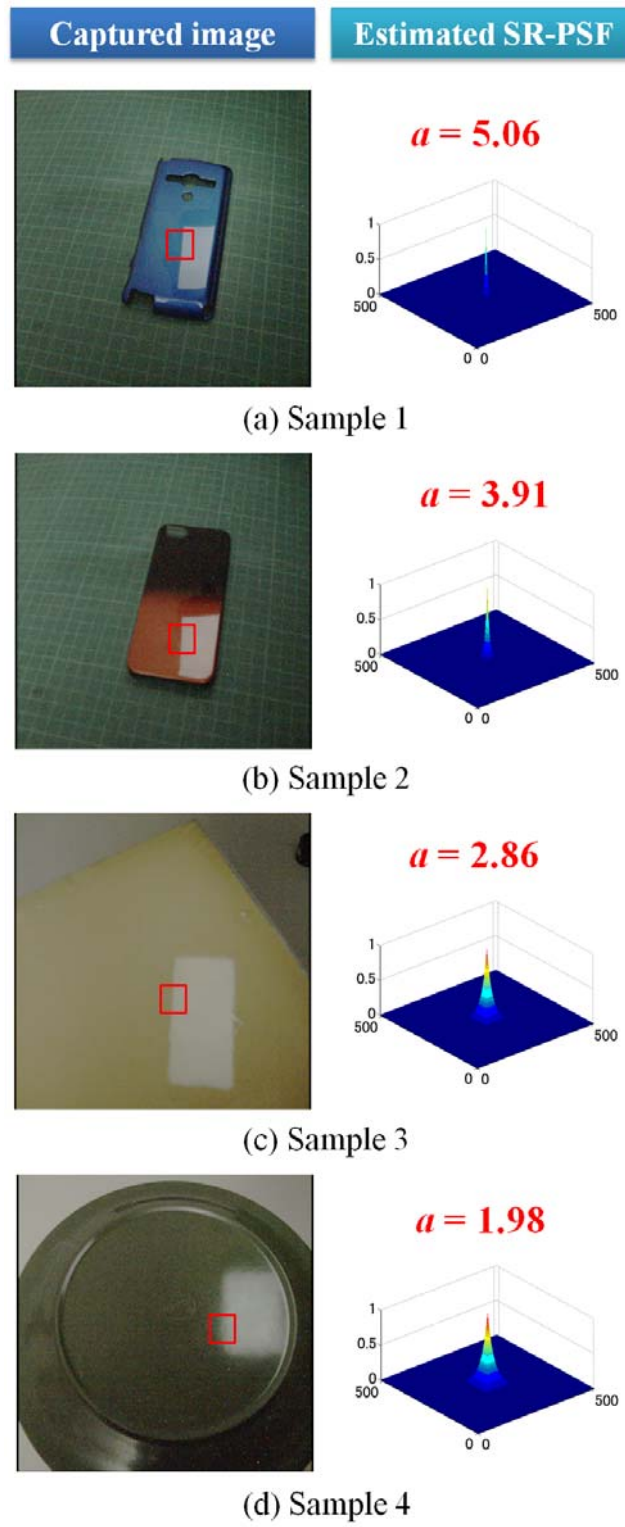 Captured image
Estimated SR-PSF
a = 5.06
1
0.5
0
500
500
0 0
(a) Sample 1
a = 3.91
1
0.5
0
500
500
0 0
(b) Sample 2
a = 2.86
1
0.5
0
500
500
0 0
(c) Sample 3
a = 1.98
1
0.5
0
500
500
0 0
(d) Sample 4